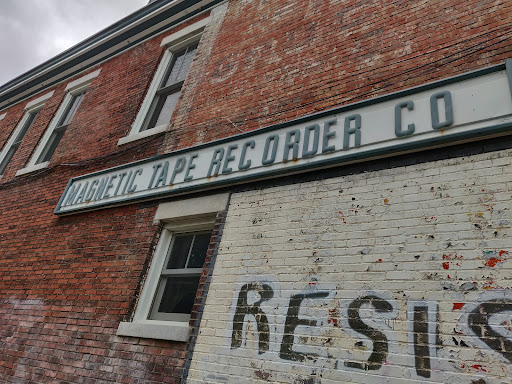 MAGNETIC TAPE RECORDER CO
RESIS